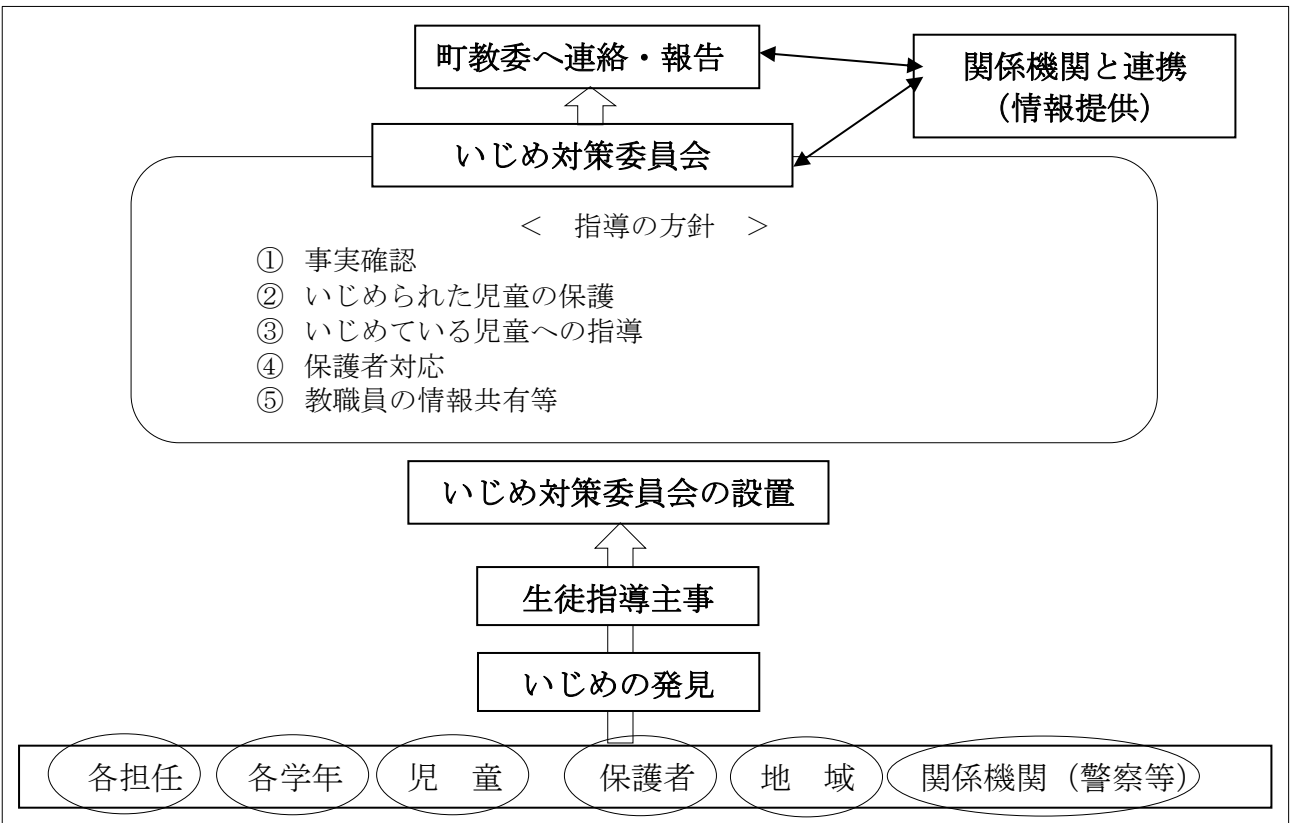 町教委へ連絡・報告
関係機関と連携
（情報提供）
いじめ対策委員会
＜　指導の方針　＞
①　事実確認
②　いじめられた児童の保護
③　いじめている児童への指導
④　保護者対応
⑤　教職員の情報共有等
いじめ対策委員会の設置
生徒指導主事
いじめの発見
各担任　各学年　児　童　保護者　地　域　関係機関（警察等）